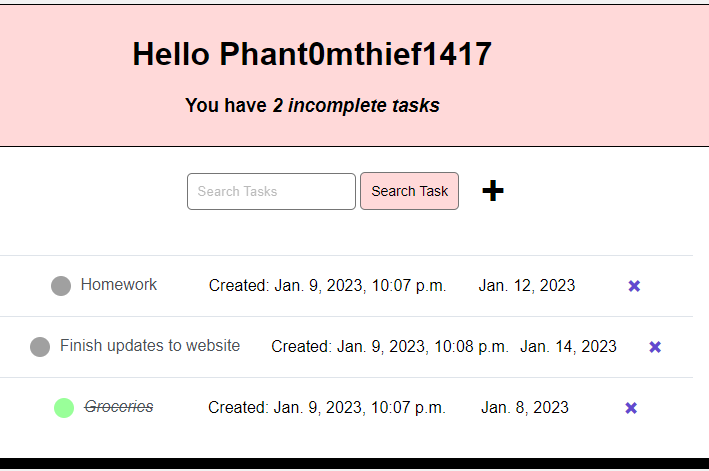 Hello Phant0mthief1417
You have 2 incomplete tasks
Search Tasks Search Task
Homework Created: Jan. 9, 2023, 10:07 p.m. Jan. 12, 2023
Finish updates to website Created: Jan. 9, 2023, 10:08 p.m. Jan. 14, 2023
Groceries Created: Jan. 9, 2023, 10:07 p.m. Jan. 8, 2023